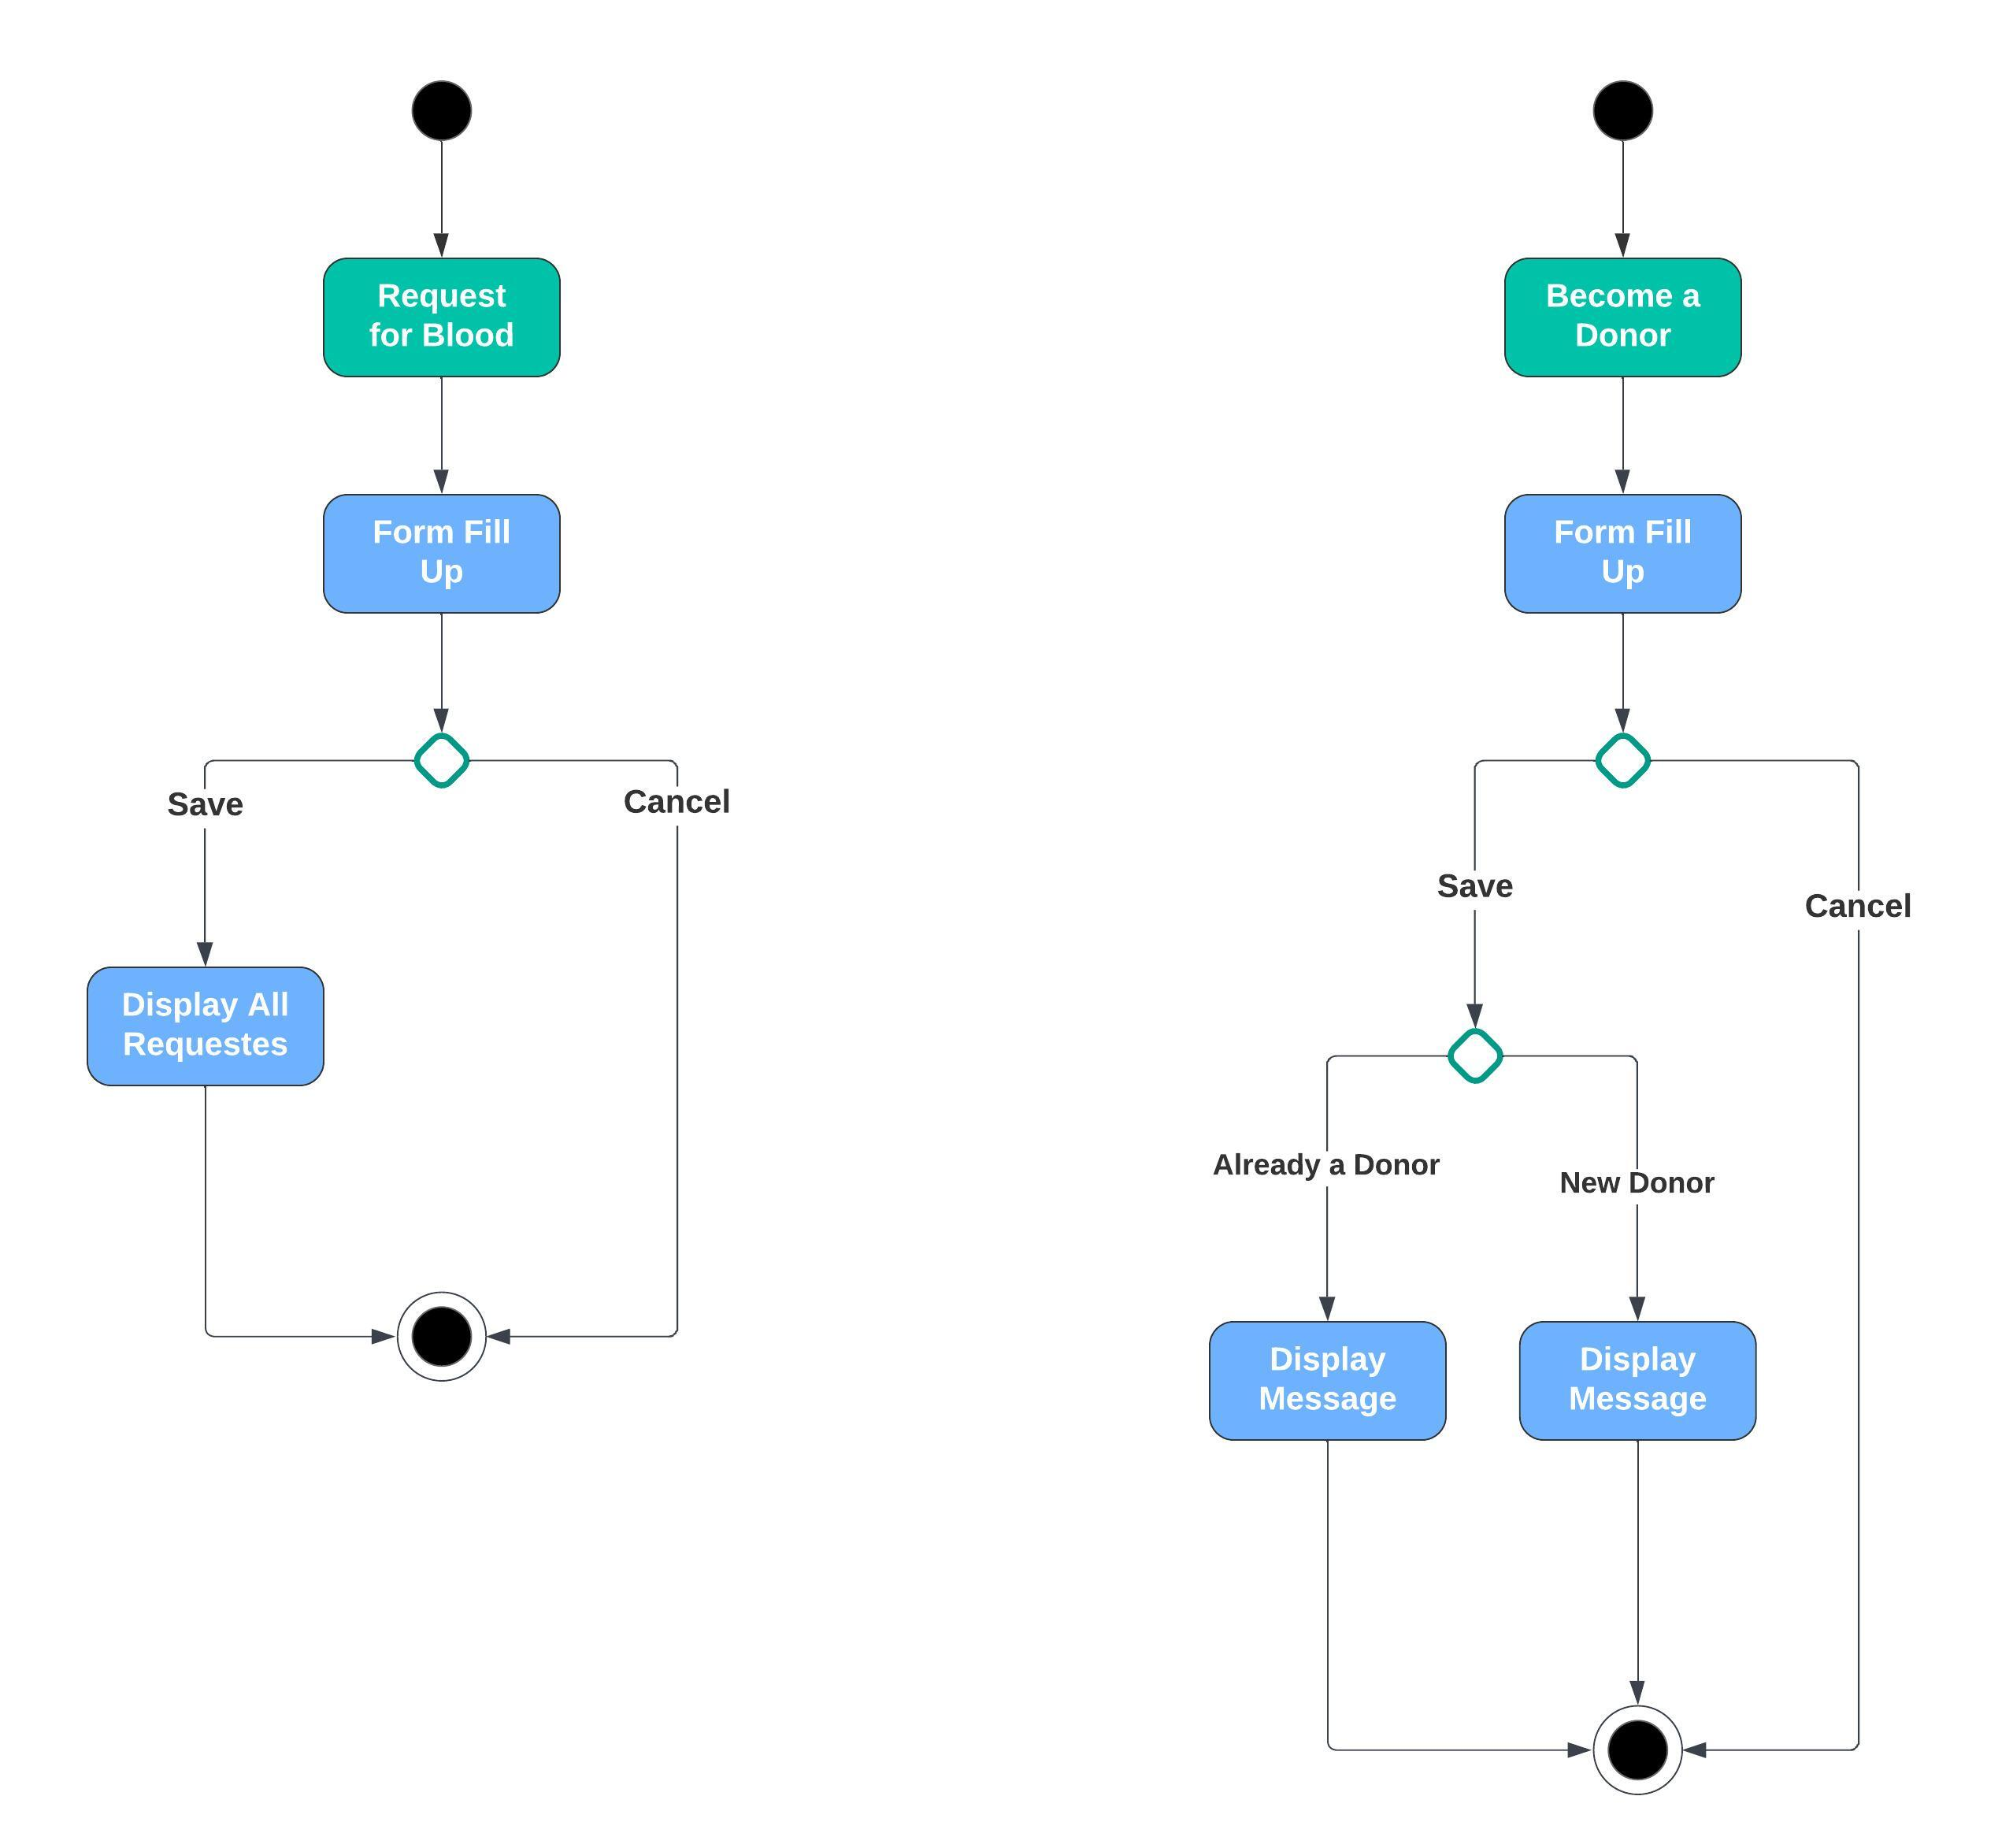 Request
for Blood
Form Fill
Up
Save
Cancel
Display All
Requestes
Become a
Donor
Form Fill
Up
Save
Cancel
Already a Donor
New Donor
Display
Message
Display
Message